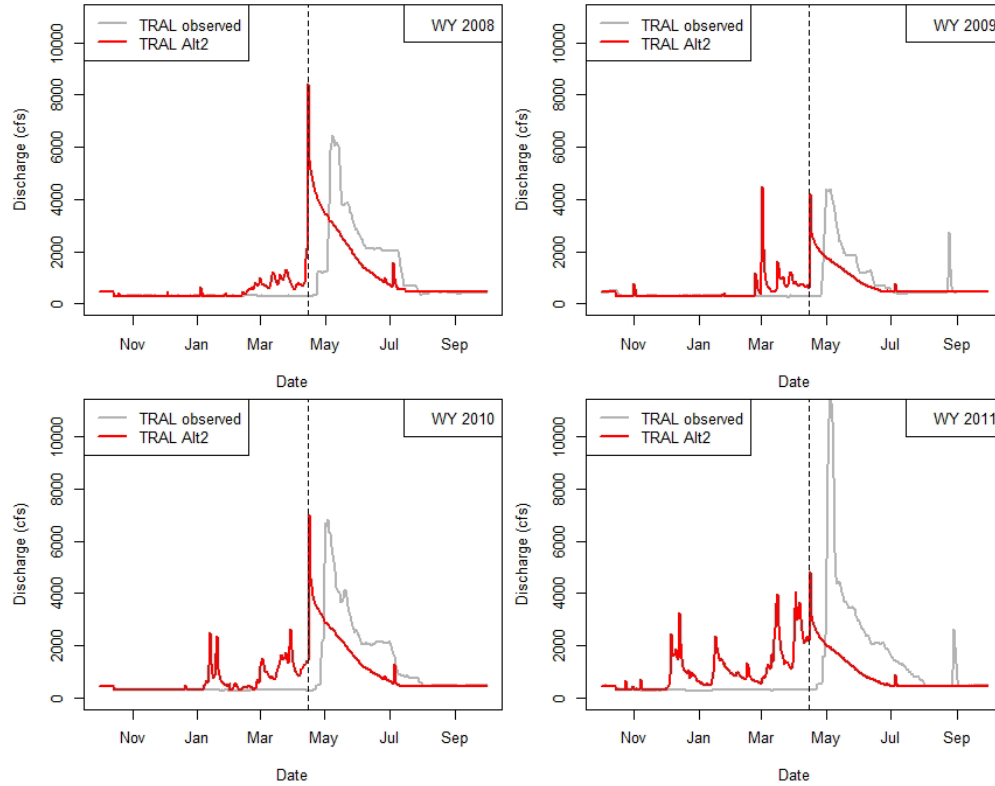 TRAL observed
TRAL Alt2
WY 2008
Discharge (cfs)
0 2000 4000 6000 8000 10000
Nov Jan Mar May Jul Sep
Date
TRAL observed
TRAL Alt2
WY 2009
Discharge (cfs)
0 2000 4000 6000 8000 10000
Nov Jan Mar May Jul Sep
Date
TRAL observed
TRAL Alt2
WY 2010
Discharge (cfs)
0 2000 4000 6000 8000 10000
Nov Jan Mar May Jul Sep
Date
TRAL observed
TRAL Alt2
WY 2011
Discharge (cfs)
0 2000 4000 6000 8000 10000
Nov Jan Mar May Jul Sep
Date